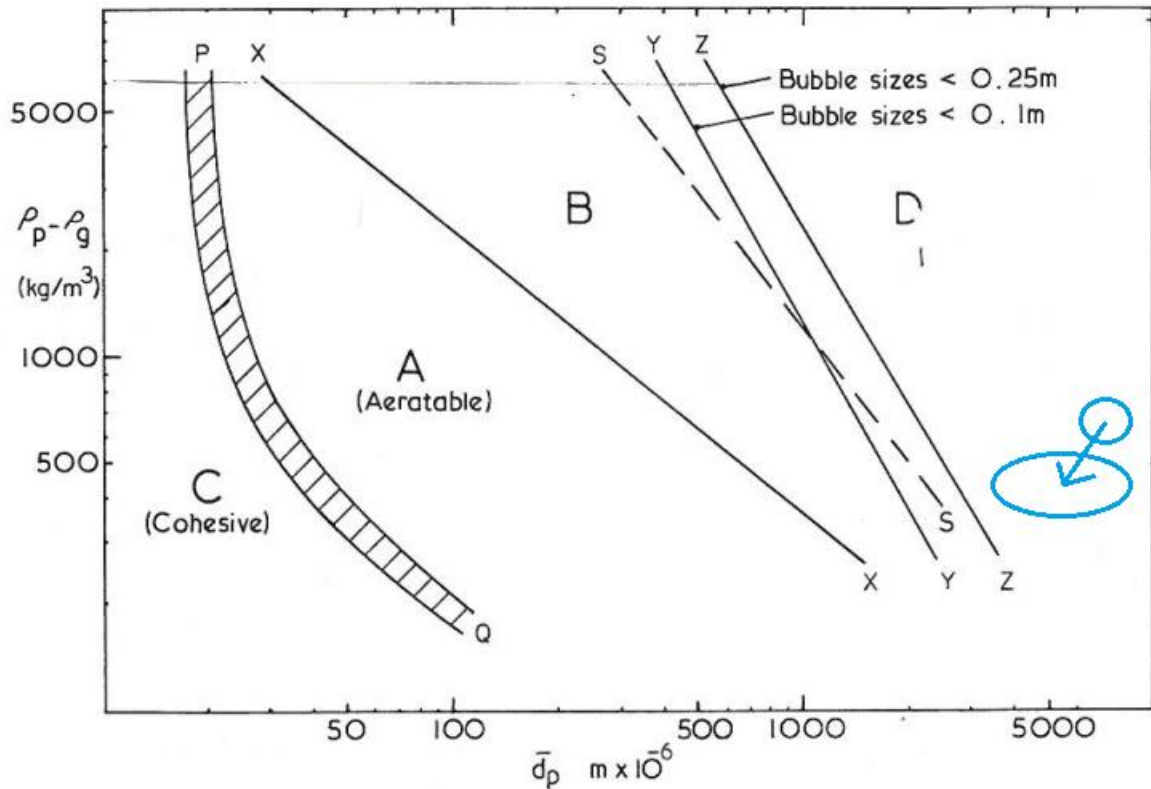 P X S Y Z
Bubble sizes < 0.25m
Bubble sizes < 0.1m
5000
ρp-ρg
(kg/m³)
B D
1000
A
(Aeratable)
500
C
(Cohesive)
S
X Y Z
Q
50 100 500 1000 5000
d̄p m x 10⁻⁶